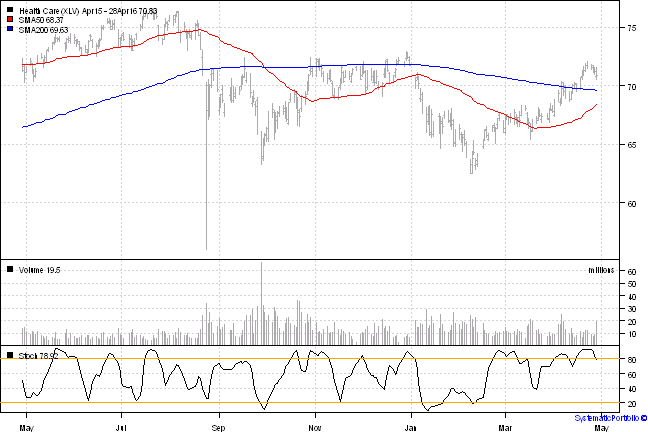 Health Care (XLV) Apr15 - 28Apr16 70.83
SMA50 68.37
SMA200 69.63
75
70
65
60
Volume 19.5
millions
60
50
40
30
20
10
Stoch 78.92
80
60
40
20
May
Jul
Sep
Nov
Jan
Mar
May
SystematicPortfolio ©